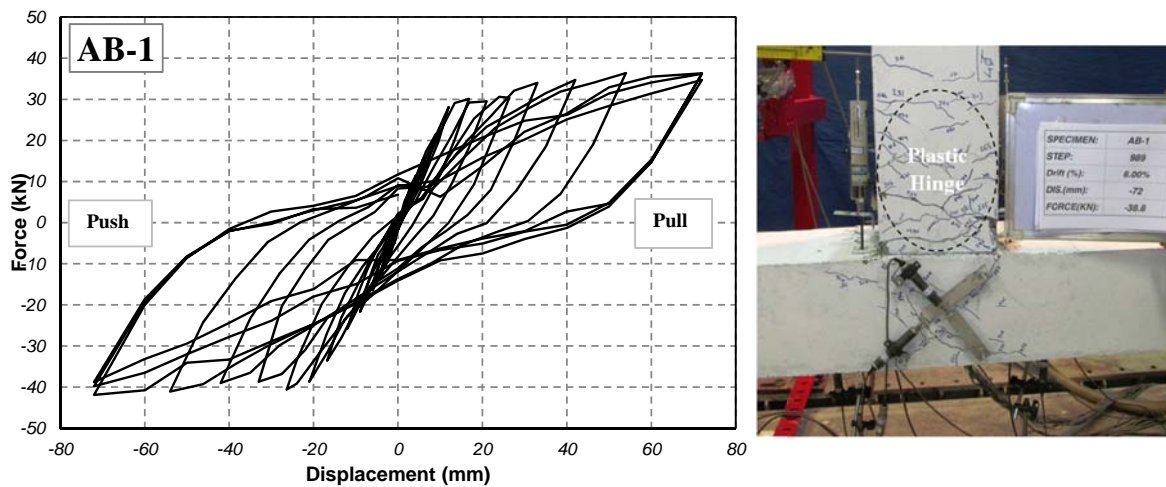 AB-1
50
40
30
20
10
0
-10
-20
-30
-40
-50
Force (kN)
Push
Pull
-80 -60 -40 -20 0 20 40 60 80
Displacement (mm)
Plastic
Hinge
SPECIMEN: AB-1
STEP: 989
Drift (%): 6.00%
DIS.(mm): -72
FORCE(KN): -38.8